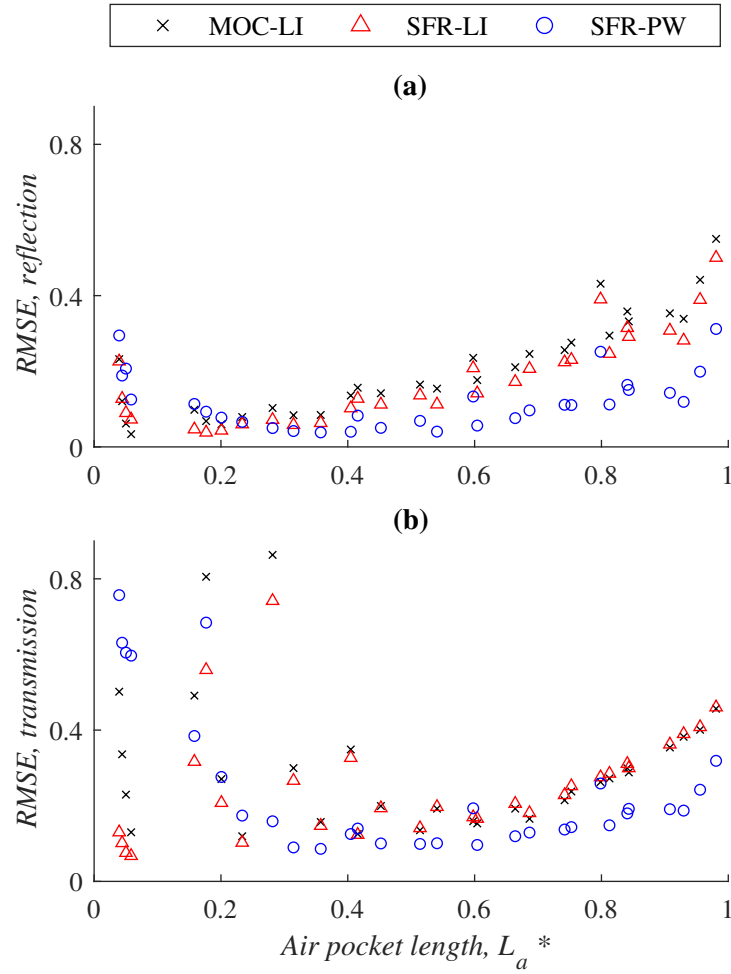 MOC-LI SFR-LI SFR-PW
(a)
RMSE, reflection
0.8
0.4
0
0 0.2 0.4 0.6 0.8 1
(b)
RMSE, transmission
0.8
0.4
0
0 0.2 0.4 0.6 0.8 1
Air pocket length, L_a *